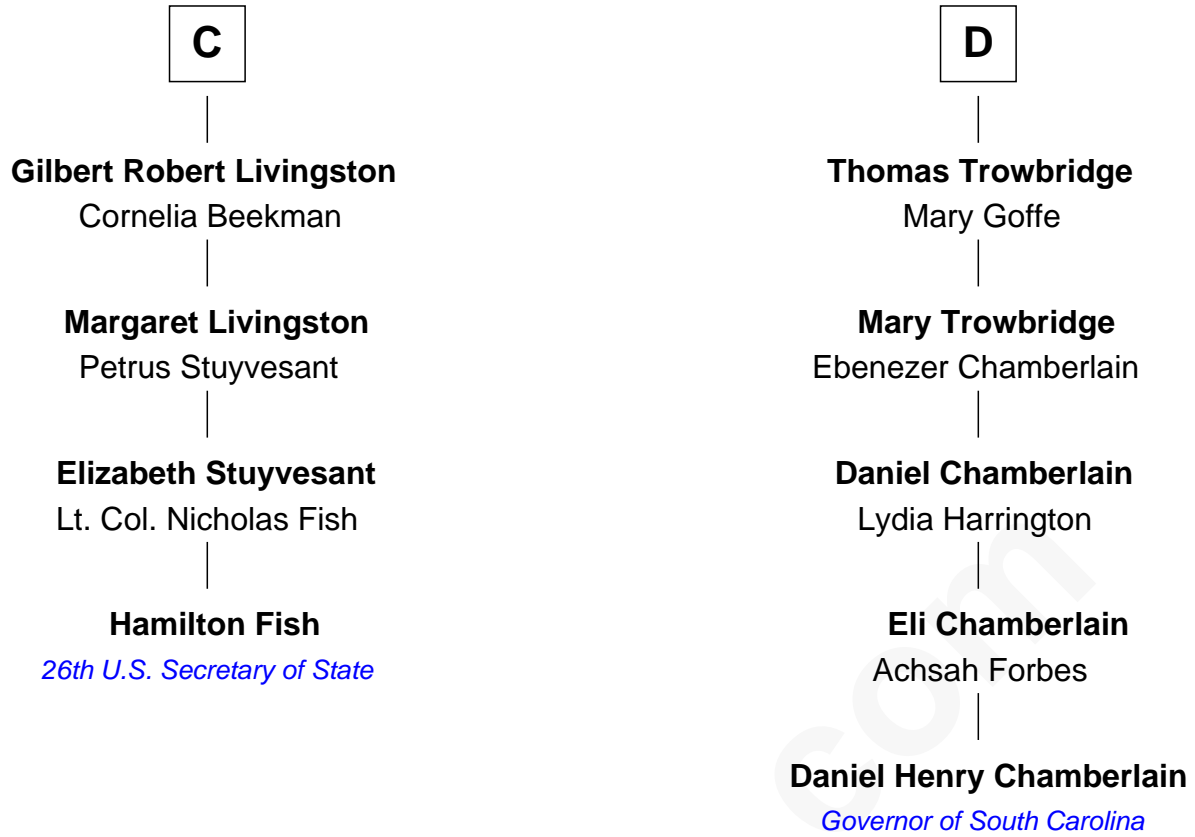 C
Gilbert Robert Livingston
Cornelia Beekman
Margaret Livingston
Petrus Stuyvesant
Elizabeth Stuyvesant
Lt. Col. Nicholas Fish
Hamilton Fish
26th U.S. Secretary of State
D
Thomas Trowbridge
Mary Goffe
Mary Trowbridge
Ebenezer Chamberlain
Daniel Chamberlain
Lydia Harrington
Eli Chamberlain
Achsah Forbes
Daniel Henry Chamberlain
Governor of South Carolina
com